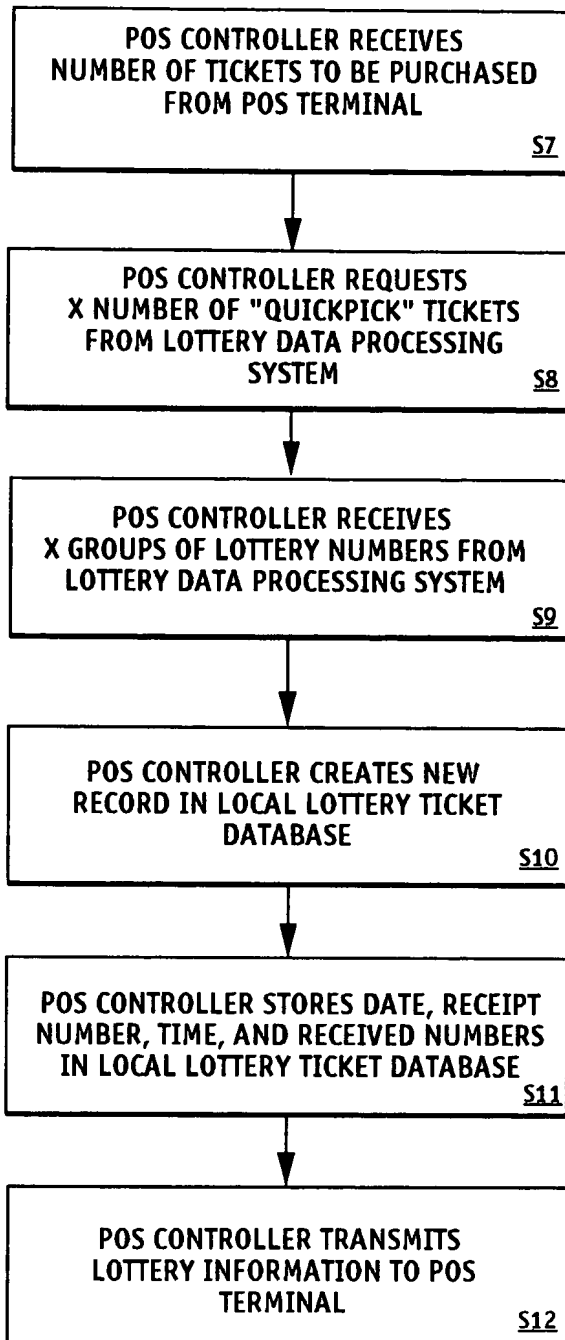 POS CONTROLLER RECEIVES
NUMBER OF TICKETS TO BE PURCHASED
FROM POS TERMINAL
S7
POS CONTROLLER REQUESTS
X NUMBER OF "QUICKPICK" TICKETS
FROM LOTTERY DATA PROCESSING
SYSTEM
S8
POS CONTROLLER RECEIVES
X GROUPS OF LOTTERY NUMBERS FROM
LOTTERY DATA PROCESSING SYSTEM
S9
POS CONTROLLER CREATES NEW
RECORD IN LOCAL LOTTERY TICKET
DATABASE
S10
POS CONTROLLER STORES DATE, RECEIPT
NUMBER, TIME, AND RECEIVED NUMBERS
IN LOCAL LOTTERY TICKET DATABASE
S11
POS CONTROLLER TRANSMITS
LOTTERY INFORMATION TO POS
TERMINAL
S12